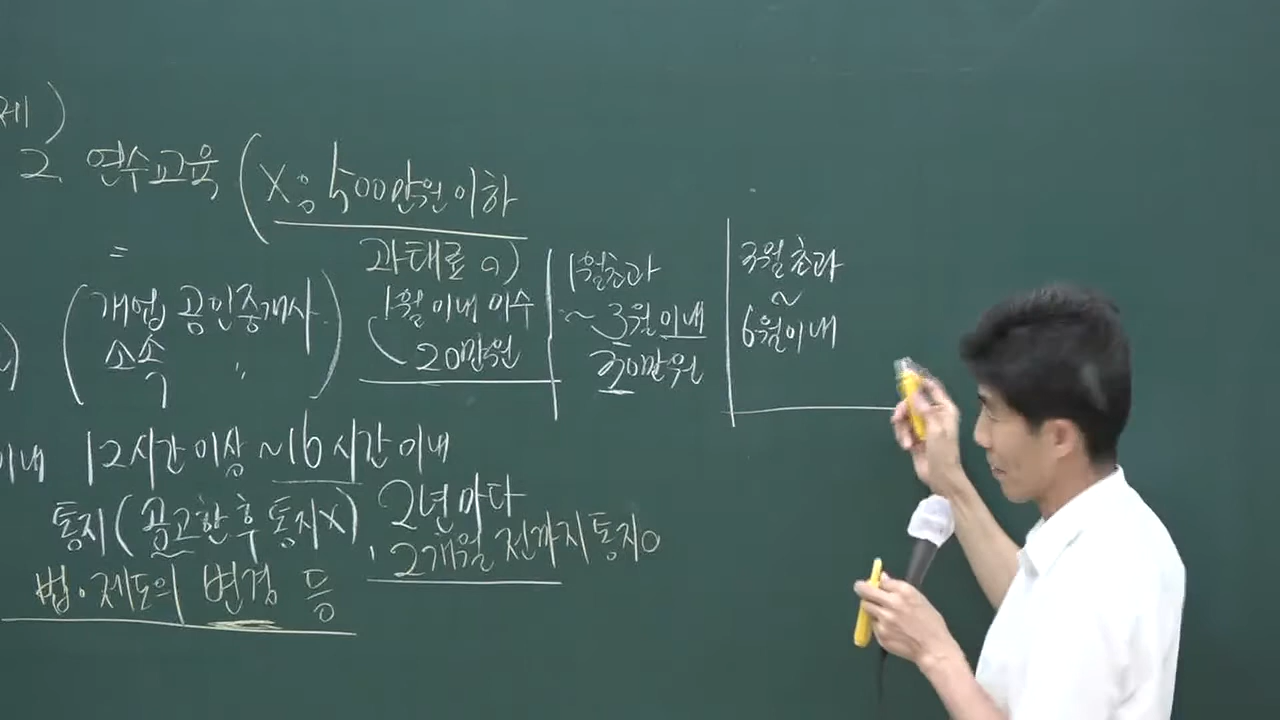 제)
2 연수교육 (X응 500만원이하
과태료 예)
=
(개업 공인중개사)
소속 〃
1월이내 미수
20만원
1월초과
~3월이내
30만원
3월초과
~
6월이내
이내 12시간이상~16시간이내
통지(공고한후통지X) 2년마다
, 2개월 전까지통지O
법·제도의 변경 등